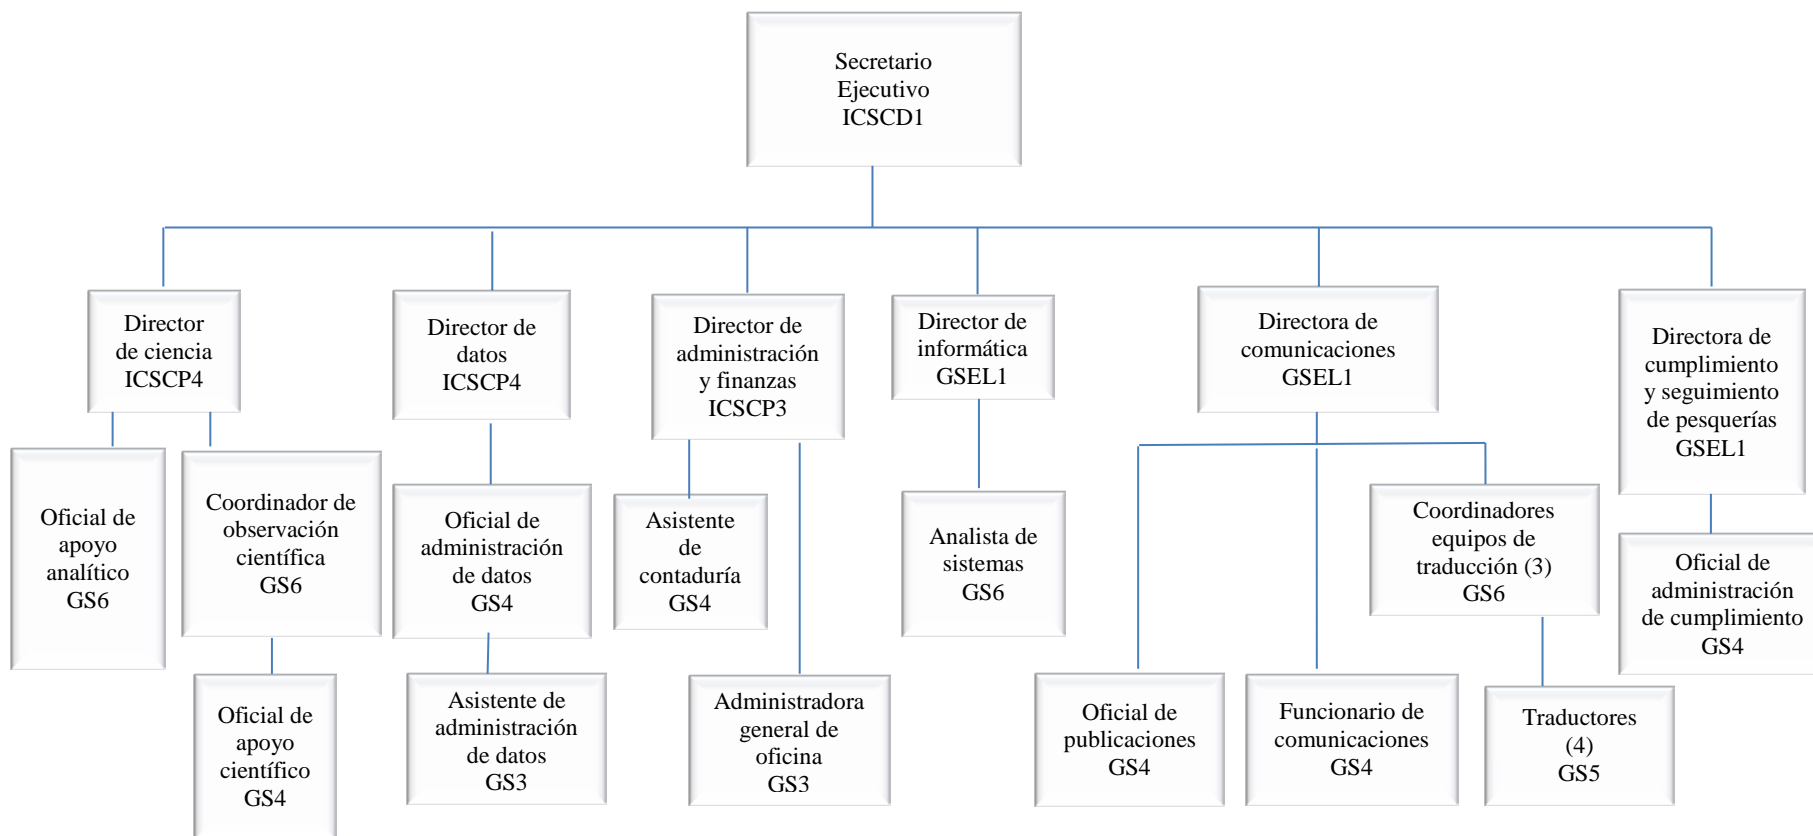 Secretario
Ejecutivo
ICSCD1
Director
de ciencia
ICSCP4
Director de
datos
ICSCP4
Director de
administración
y finanzas
ICSCP3
Director de
informática
GSEL1
Directora de
comunicaciones
GSEL1
Directora de
cumplimiento
y seguimiento
de pesquerías
GSEL1
Oficial de
apoyo
analítico
GS6
Coordinador de
observación
científica
GS6
Oficial de
administración
de datos
GS4
Asistente
de
contaduría
GS4
Analista de
sistemas
GS6
Coordinadores
equipos de
traducción (3)
GS6
Oficial de
administración
de cumplimiento
GS4
Oficial de
apoyo
científico
GS4
Asistente de
administración
de datos
GS3
Administradora
general de
oficina
GS3
Oficial de
publicaciones
GS4
Funcionario de
comunicaciones
GS4
Traductores
(4)
GS5